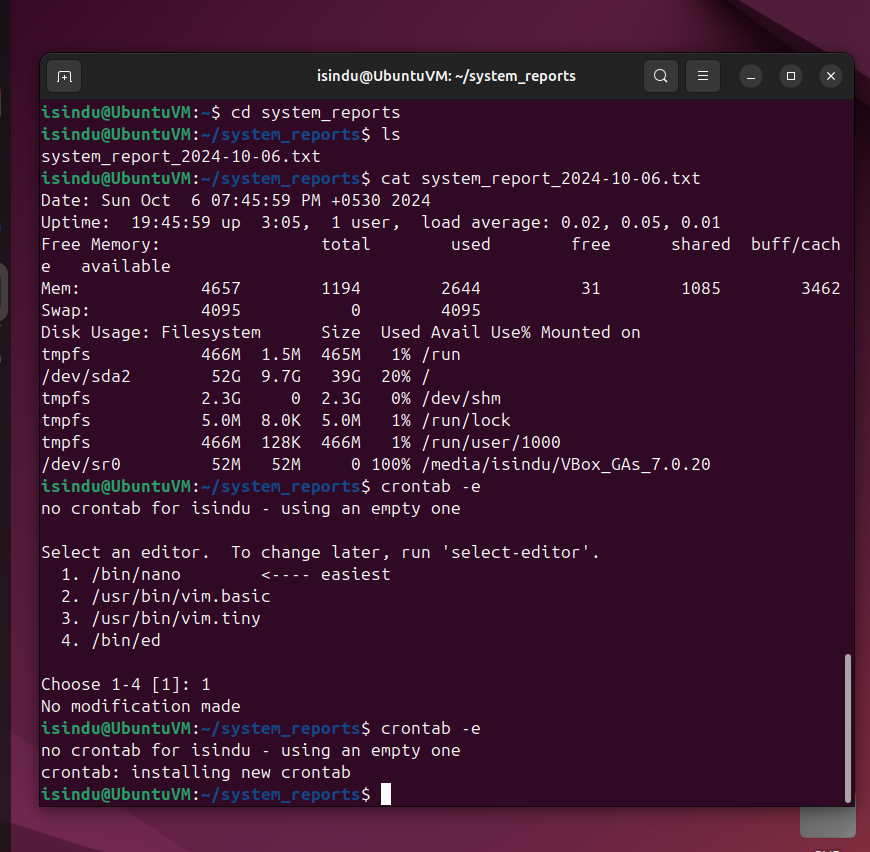 isindu@UbuntuVM: ~/system_reports
isindu@UbuntuVM:~$ cd system_reports
isindu@UbuntuVM:~/system_reports$ ls
system_report_2024-10-06.txt
isindu@UbuntuVM:~/system_reports$ cat system_report_2024-10-06.txt
Date: Sun Oct  6 07:45:59 PM +0530 2024
Uptime:  19:45:59 up  3:05,  1 user,  load average: 0.02, 0.05, 0.01
Free Memory:                total        used        free      shared  buff/cach
e   available
Mem:            4657        1194        2644          31        1085        3462
Swap:           4095           0        4095
Disk Usage: Filesystem      Size  Used Avail Use% Mounted on
tmpfs           466M  1.5M  465M   1% /run
/dev/sda2        52G  9.7G   39G  20% /
tmpfs           2.3G     0  2.3G   0% /dev/shm
tmpfs           5.0M  8.0K  5.0M   1% /run/lock
tmpfs           466M  128K  466M   1% /run/user/1000
/dev/sr0         52M   52M     0 100% /media/isindu/VBox_GAs_7.0.20
isindu@UbuntuVM:~/system_reports$ crontab -e
no crontab for isindu - using an empty one
Select an editor.  To change later, run 'select-editor'.
  1. /bin/nano        <---- easiest
  2. /usr/bin/vim.basic
  3. /usr/bin/vim.tiny
  4. /bin/ed
Choose 1-4 [1]: 1
No modification made
isindu@UbuntuVM:~/system_reports$ crontab -e
no crontab for isindu - using an empty one
crontab: installing new crontab
isindu@UbuntuVM:~/system_reports$